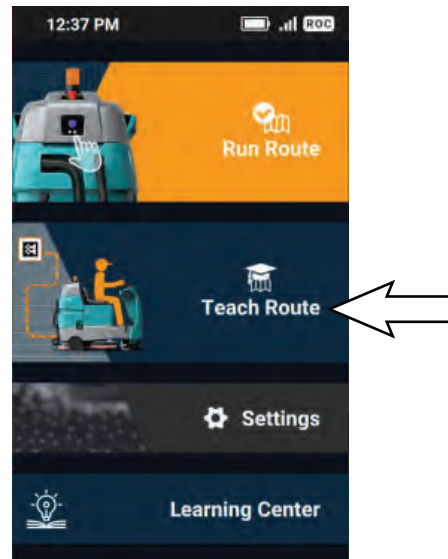 12:37 PM
ROC
Run Route
Teach Route
Settings
Learning Center